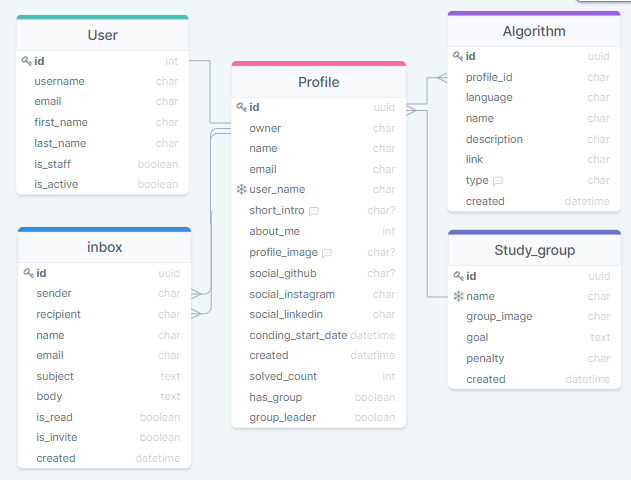 User
id int
username char
email char
first_name char
last_name char
is_staff boolean
is_active boolean
inbox
id uuid
sender char
recipient char
name char
email char
subject text
body text
is_read boolean
is_invite boolean
created datetime
Profile
id uuid
owner char
name char
email char
user_name char
short_intro char?
about_me int
profile_image char?
social_github char?
social_instagram char
social_linkedin char
conding_start_date datetime
created datetime
solved_count int
has_group boolean
group_leader boolean
Algorithm
id uuid
profile_id char
language char
name char
description char
link char
type char
created datetime
Study_group
id uuid
name char
group_image char
goal text
penalty char
created datetime